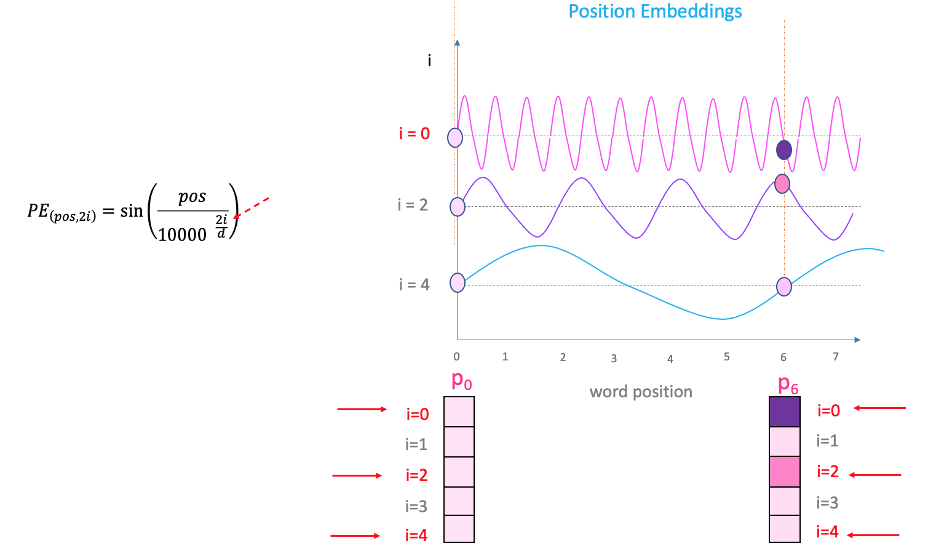 Position Embeddings
i
i = 0
i = 2
i = 4
PE(pos,2i) = sin(pos / 10000^(2i/d))
0 1 2 3 4 5 6 7
p0
word position
p6
i=0
i=1
i=2
i=3
i=4
i=0
i=1
i=2
i=3
i=4